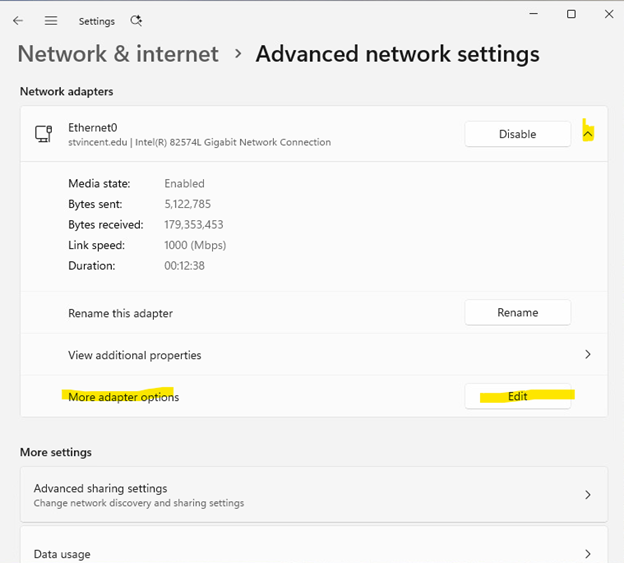 Settings
Network & internet > Advanced network settings
Network adapters
Ethernet0
Disable
stvincent.edu | Intel(R) 82574L Gigabit Network Connection
Media state: Enabled
Bytes sent: 5,122,785
Bytes received: 179,353,453
Link speed: 1000 (Mbps)
Duration: 00:12:38
Rename this adapter Rename
View additional properties
More adapter options Edit
More settings
Advanced sharing settings
Change network discovery and sharing settings
Data usage